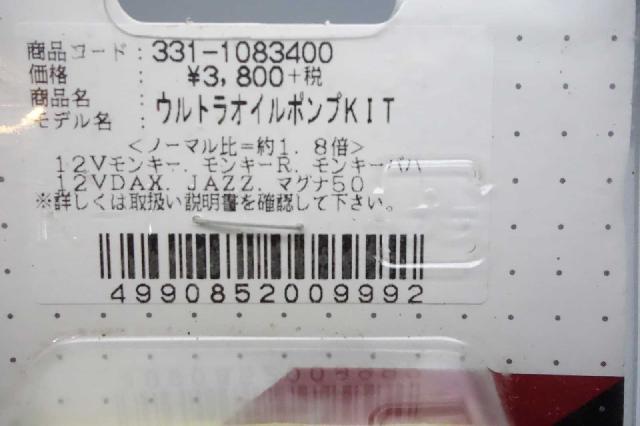 商品コード : 331-1083400
価格 : ¥3,800+税
商品名 : ウルトラオイルポンプKIT
モデル名 :
<ノーマル比=約1.8倍>
12Vモンキー、モンキーR、モンキーバハ
12VDAX、JAZZ、マグナ50
※詳しくは取扱い説明書を確認して下さい。
4990852009992